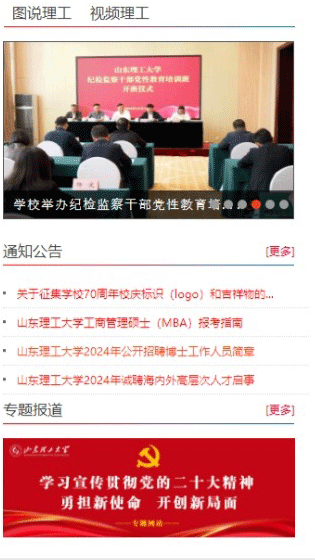 图说理工 视频理工
山东理工大学
纪检监察干部党性教育培训班
开班仪式
学校举办纪检监察干部党性教育培...
通知公告 [更多]
关于征集学校70周年校庆标识（logo）和吉祥物的...
山东理工大学工商管理硕士（MBA）报考指南
山东理工大学2024年公开招聘博士工作人员简章
山东理工大学2024年诚聘海内外高层次人才启事
专题报道 [更多]
山东理工大学
学习宣传贯彻党的二十大精神
勇担新使命 开创新局面
专题网站